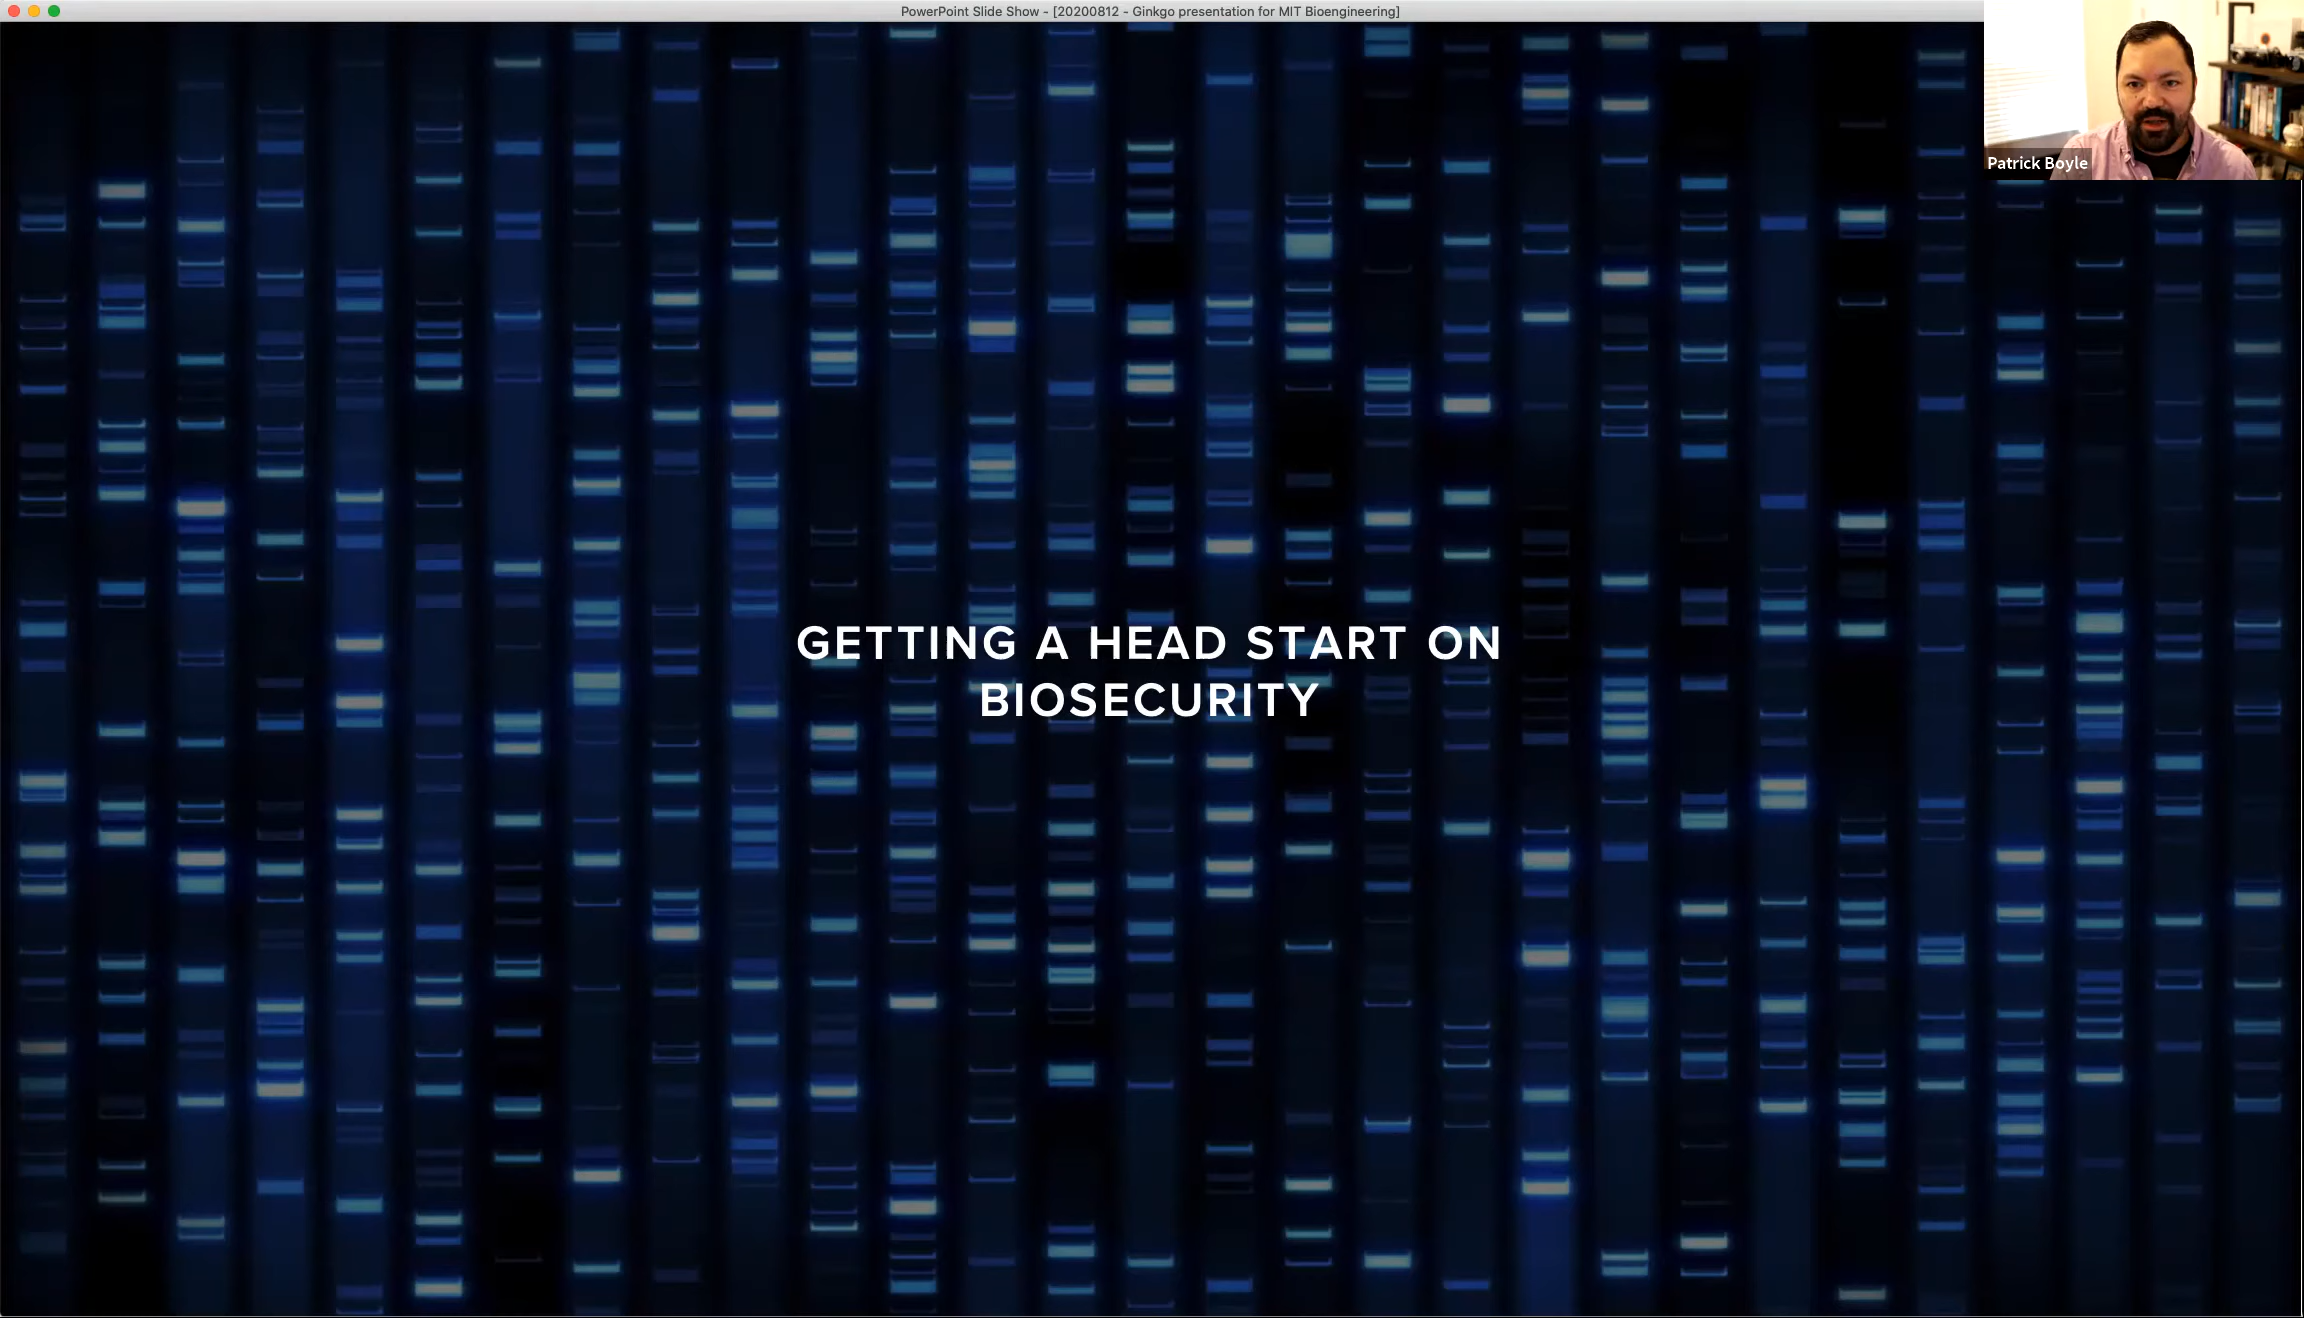 PowerPoint Slide Show - [20200812 - Ginkgo presentation for MIT Bioengineering]
Patrick Boyle
GETTING A HEAD START ON
BIOSECURITY